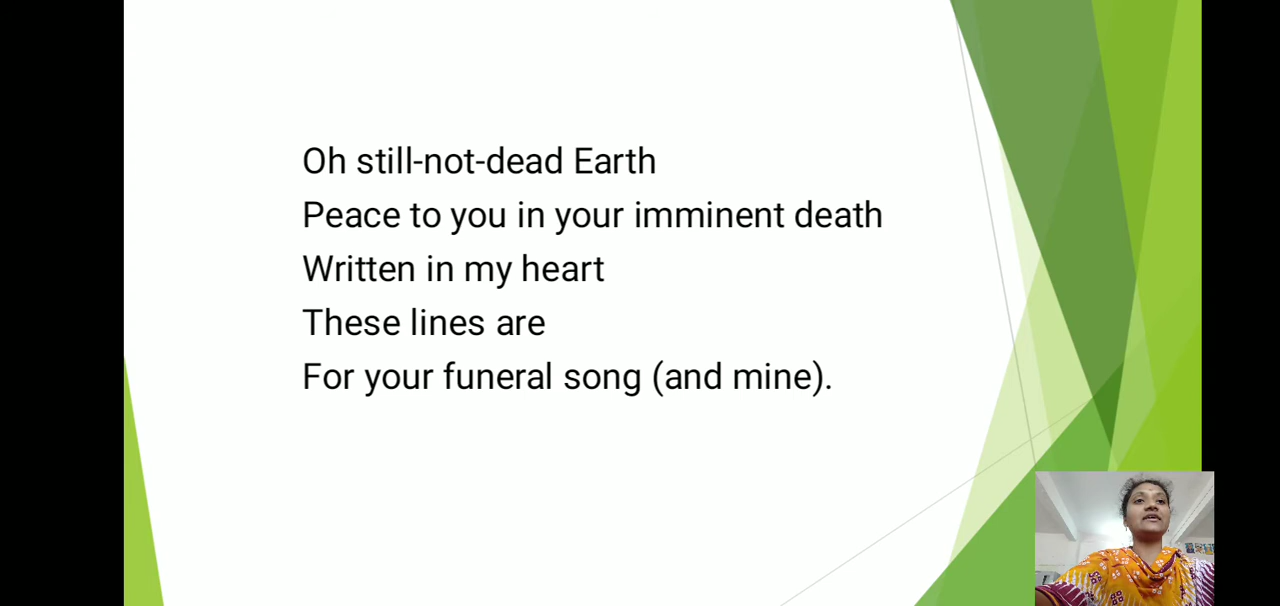 Oh still-not-dead Earth
Peace to you in your imminent death
Written in my heart
These lines are
For your funeral song (and mine).